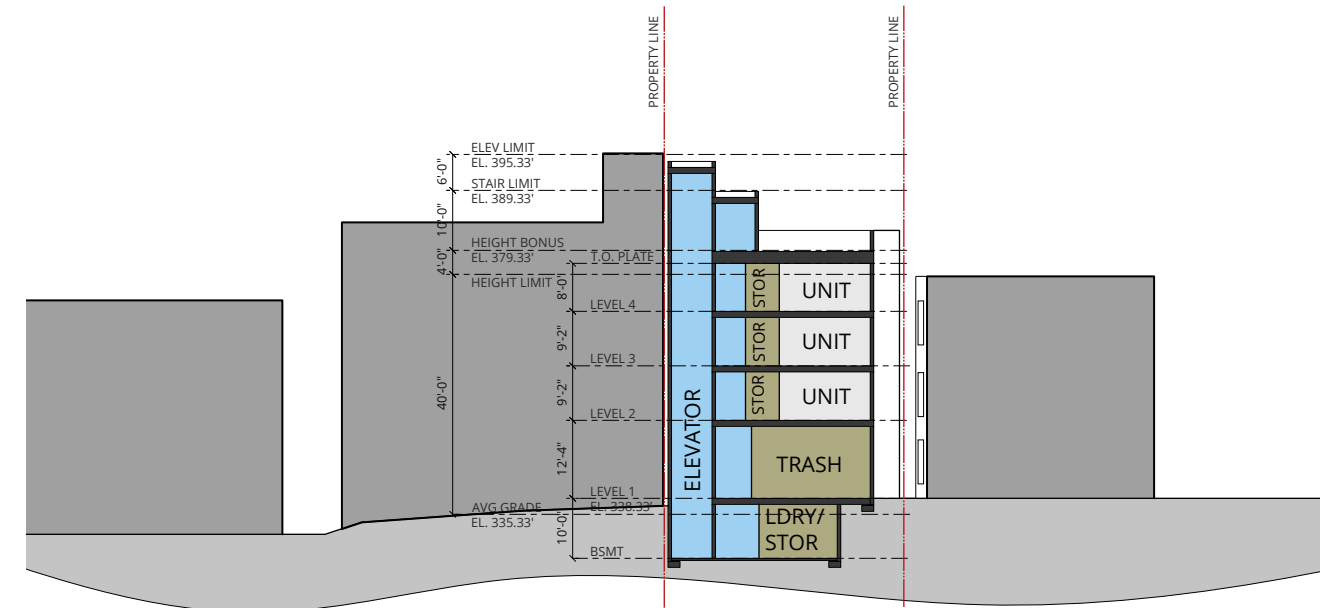 PROPERTY LINE
PROPERTY LINE
ELEV LIMIT
EL. 395.33'
6'-0"
STAIR LIMIT
EL. 389.33'
10'-0"
HEIGHT BONUS
EL. 379.33'
T.O. PLATE
4'-0"
HEIGHT LIMIT
8'-0"
STOR
UNIT
LEVEL 4
9'-2"
STOR
UNIT
LEVEL 3
40'-0"
9'-2"
STOR
UNIT
LEVEL 2
ELEVATOR
12'-4"
TRASH
LEVEL 1
EL. 338.33'
AVG GRADE
EL. 335.33'
10'-0"
LDRY/
STOR
BSMT